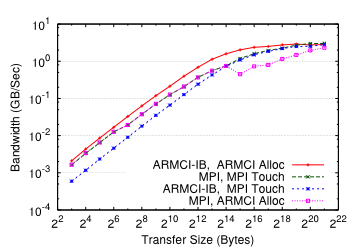 10^1
10^0
10^-1
10^-2
10^-3
10^-4
Bandwidth (GB/Sec)
ARMCI-IB, ARMCI Alloc
MPI, MPI Touch
ARMCI-IB, MPI Touch
MPI, ARMCI Alloc
2^2 2^4 2^6 2^8 2^10 2^12 2^14 2^16 2^18 2^20 2^22
Transfer Size (Bytes)